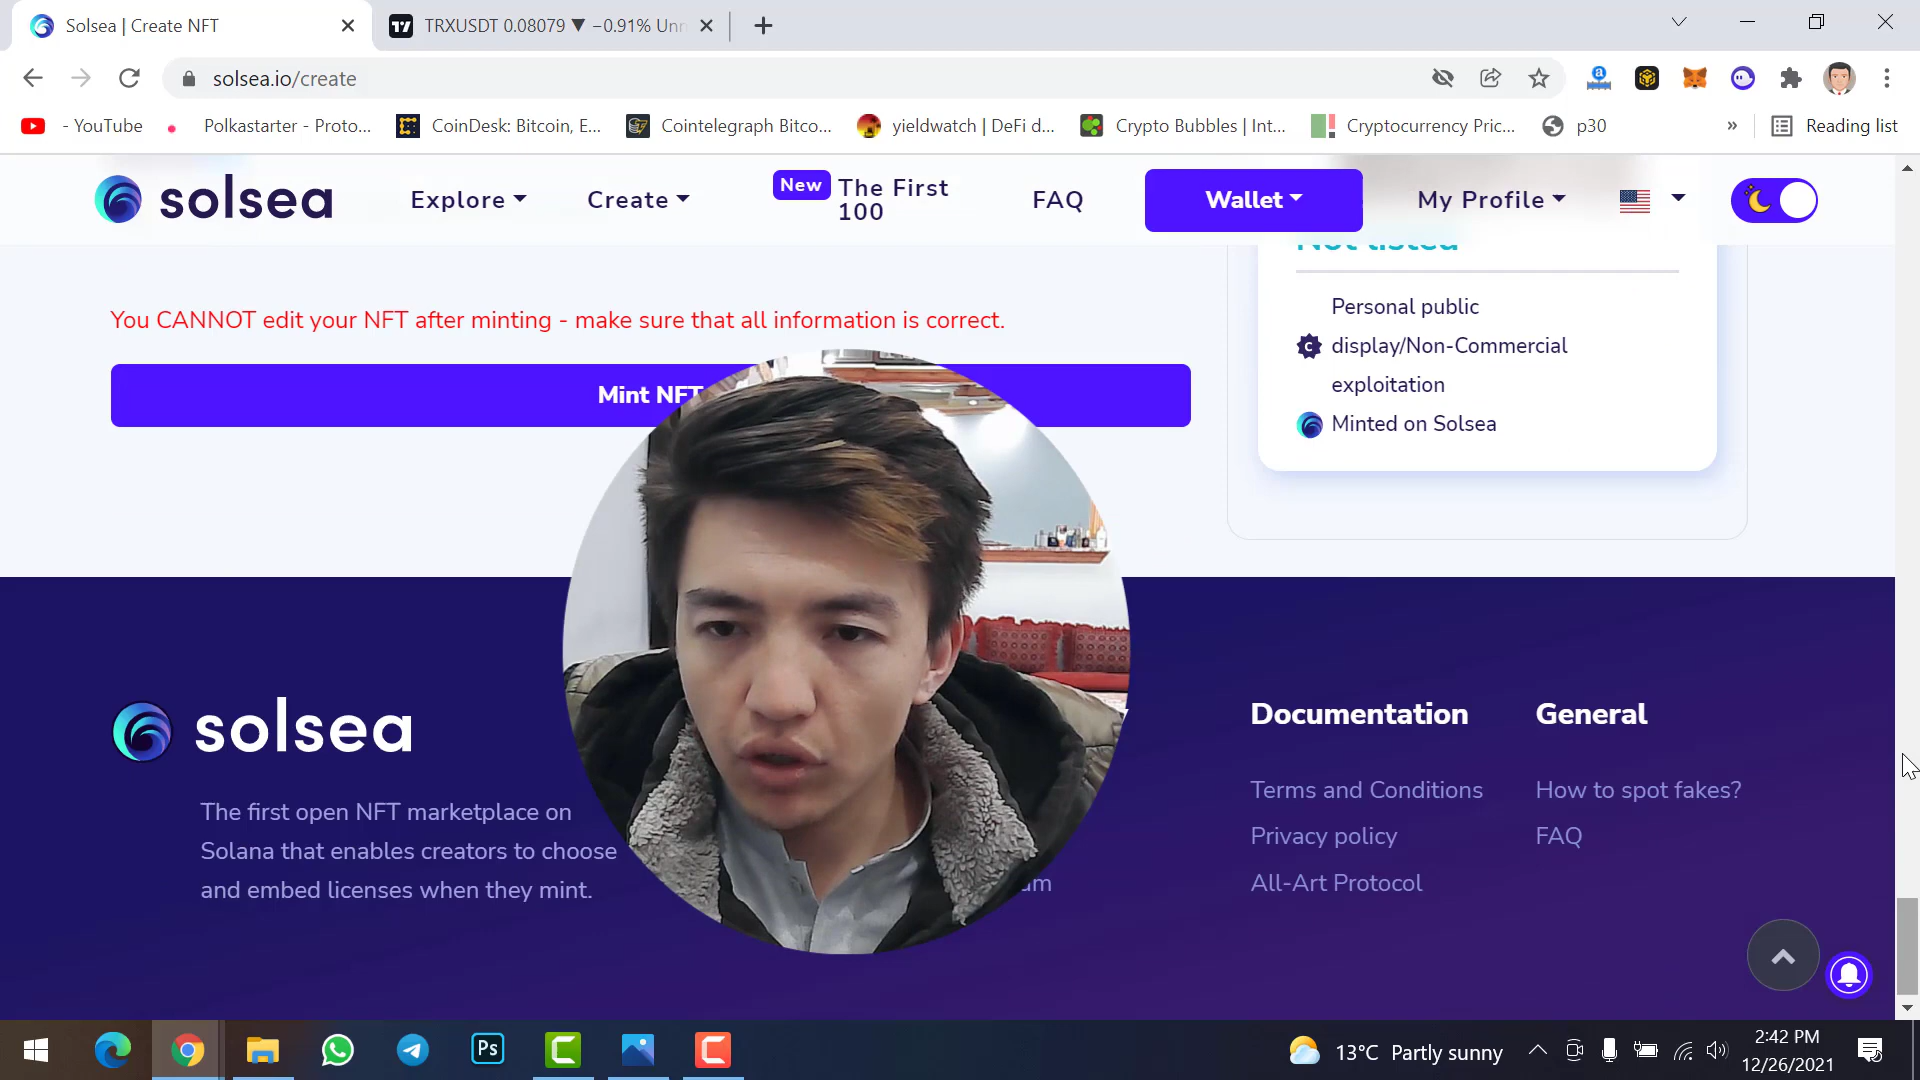 Solsea | Create NFT
TRXUSDT 0.08079 ▼ −0.91% Unn
solsea.io/create
- YouTube
Polkastarter - Proto...
CoinDesk: Bitcoin, E...
Cointelegraph Bitco...
yieldwatch | DeFi d...
Crypto Bubbles | Int...
Cryptocurrency Pric...
p30
»
Reading list
solsea
Explore
Create
New
The First
100
FAQ
Wallet
My Profile
Not listed
You CANNOT edit your NFT after minting - make sure that all information is correct.
Mint NFT
Personal public
display/Non-Commercial
exploitation
Minted on Solsea
solsea
The first open NFT marketplace on
Solana that enables creators to choose
and embed licenses when they mint.
Documentation
Terms and Conditions
Privacy policy
All-Art Protocol
General
How to spot fakes?
FAQ
Ps
13°C Partly sunny
2:42 PM
12/26/2021